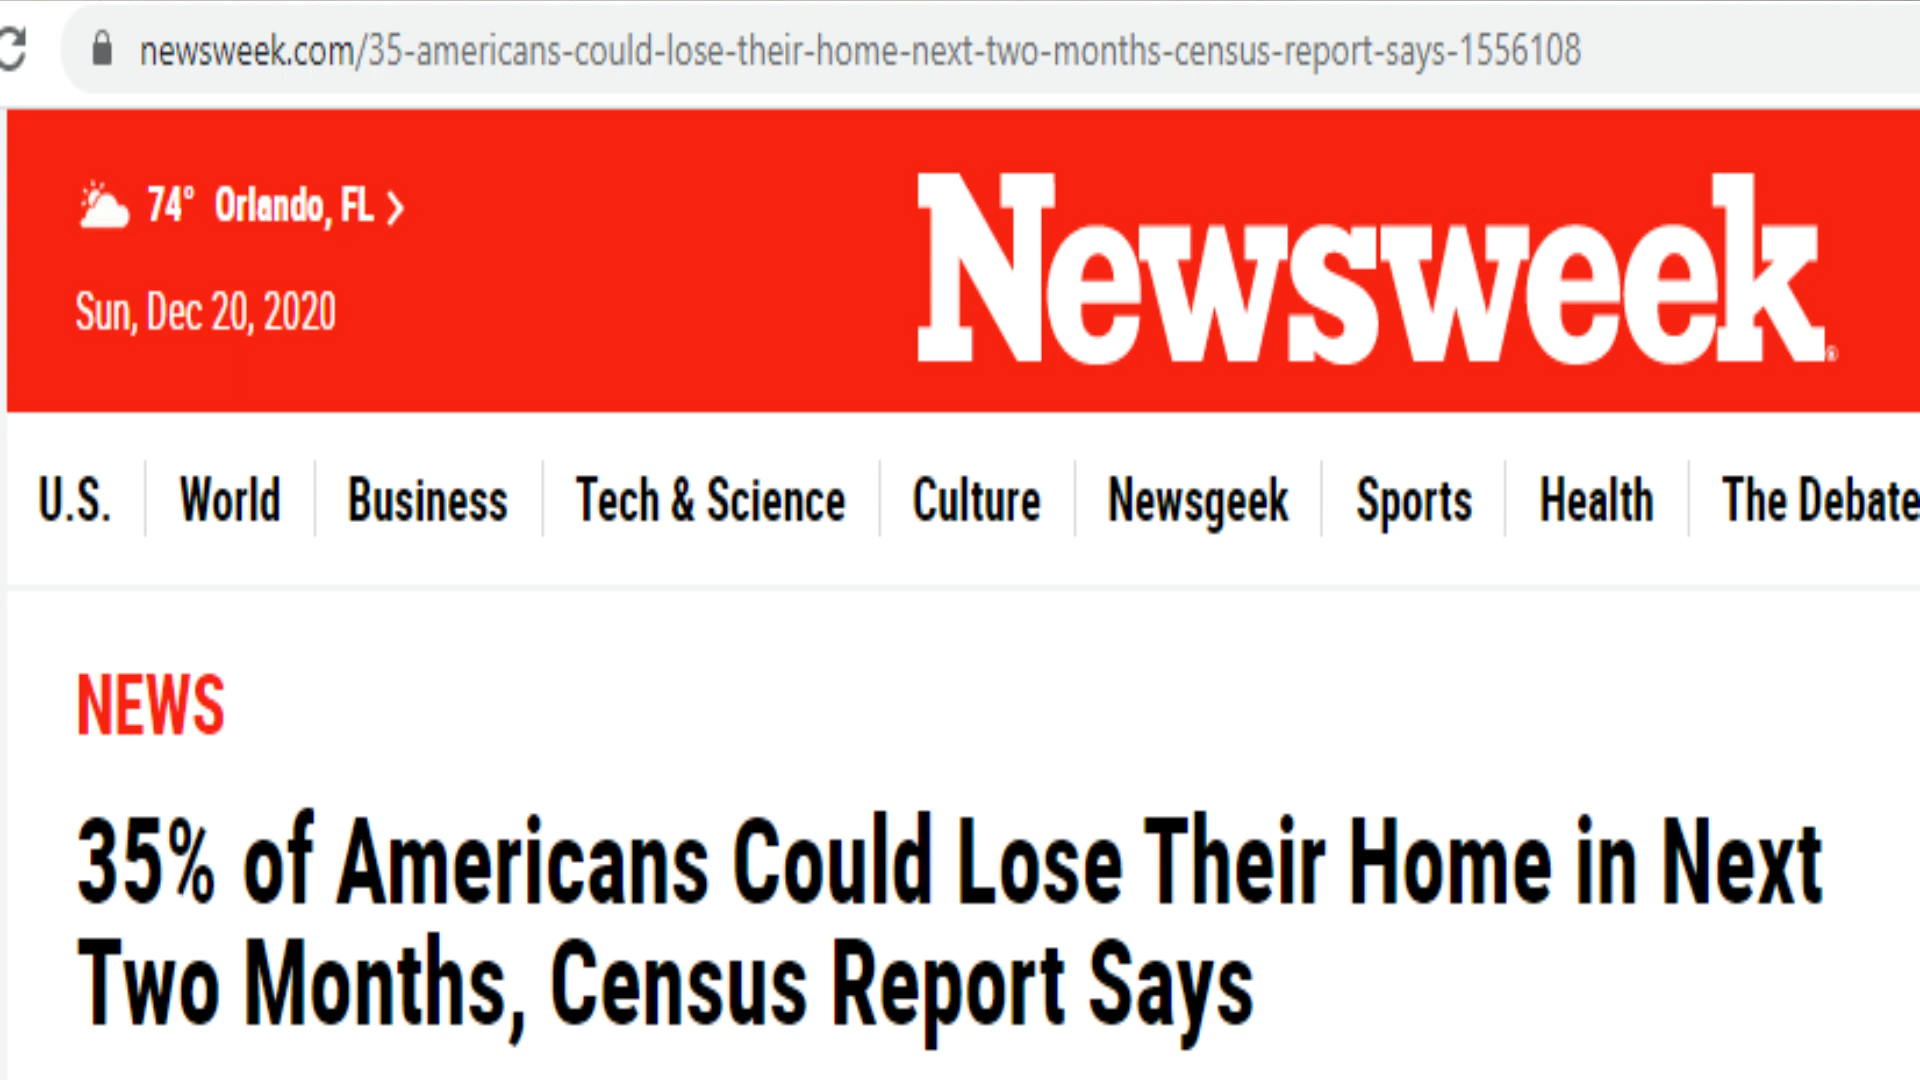 newsweek.com/35-americans-could-lose-their-home-next-two-months-census-report-says-1556108
74° Orlando, FL
Newsweek
Sun, Dec 20, 2020
U.S. World Business Tech & Science Culture Newsgeek Sports Health The Debate
NEWS
35% of Americans Could Lose Their Home in Next
Two Months, Census Report Says